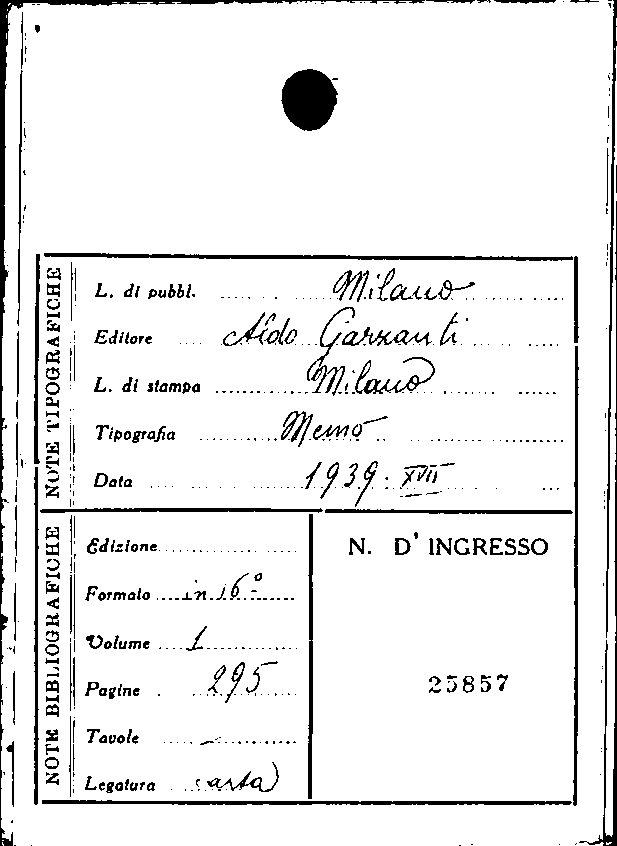 NOTE TIPOGRAFICHE
L. di pubbl. Milano
Editore Aldo Garzanti
L. di stampa Milano
Tipografia Memo
Data 1939 . XVII
NOTE BIBLIOGRAFICHE
Edizione
Formato in 16º
Volume 1
Pagine 295
Tavole –
Legatura carta
N. D' INGRESSO
25857